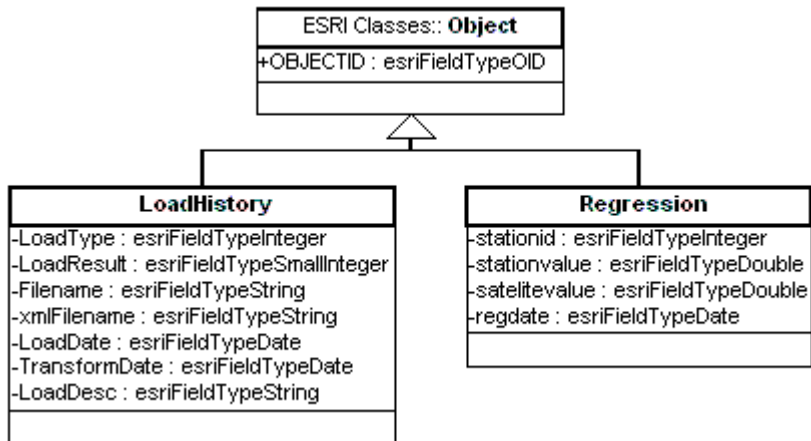 ESRI Classes:: Object
+OBJECTID : esriFieldTypeOID
LoadHistory
-LoadType : esriFieldTypeInteger
-LoadResult : esriFieldTypeSmallInteger
-Filename : esriFieldTypeString
-xmlFilename : esriFieldTypeString
-LoadDate : esriFieldTypeDate
-TransformDate : esriFieldTypeDate
-LoadDesc : esriFieldTypeString
Regression
-stationid : esriFieldTypeInteger
-stationvalue : esriFieldTypeDouble
-satelitevalue : esriFieldTypeDouble
-regdate : esriFieldTypeDate